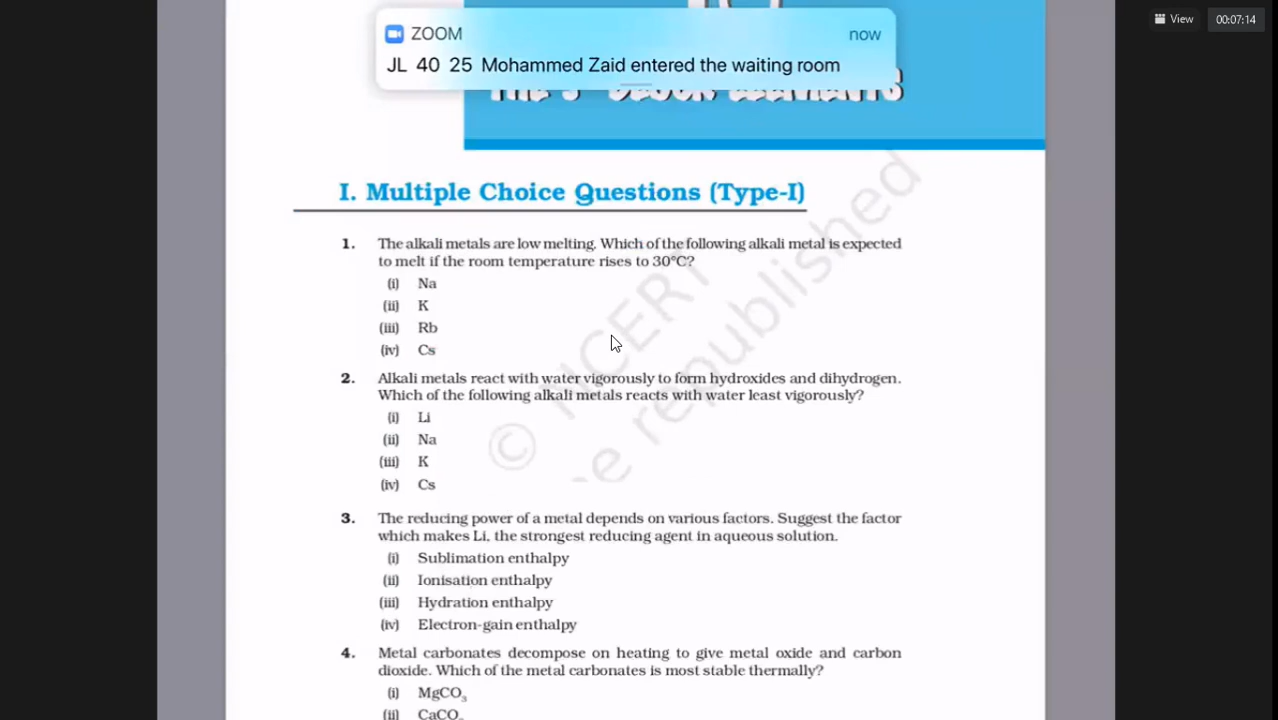 View
00:07:14
ZOOM
now
JL 40 25 Mohammed Zaid entered the waiting room
I. Multiple Choice Questions (Type-I)
1. The alkali metals are low melting. Which of the following alkali metal is expected
to melt if the room temperature rises to 30°C?
(i) Na
(ii) K
(iii) Rb
(iv) Cs
2. Alkali metals react with water vigorously to form hydroxides and dihydrogen.
Which of the following alkali metals reacts with water least vigorously?
(i) Li
(ii) Na
(iii) K
(iv) Cs
3. The reducing power of a metal depends on various factors. Suggest the factor
which makes Li, the strongest reducing agent in aqueous solution.
(i) Sublimation enthalpy
(ii) Ionisation enthalpy
(iii) Hydration enthalpy
(iv) Electron-gain enthalpy
4. Metal carbonates decompose on heating to give metal oxide and carbon
dioxide. Which of the metal carbonates is most stable thermally?
(i) MgCO₃
(ii) CaCO
© NCERT
republished